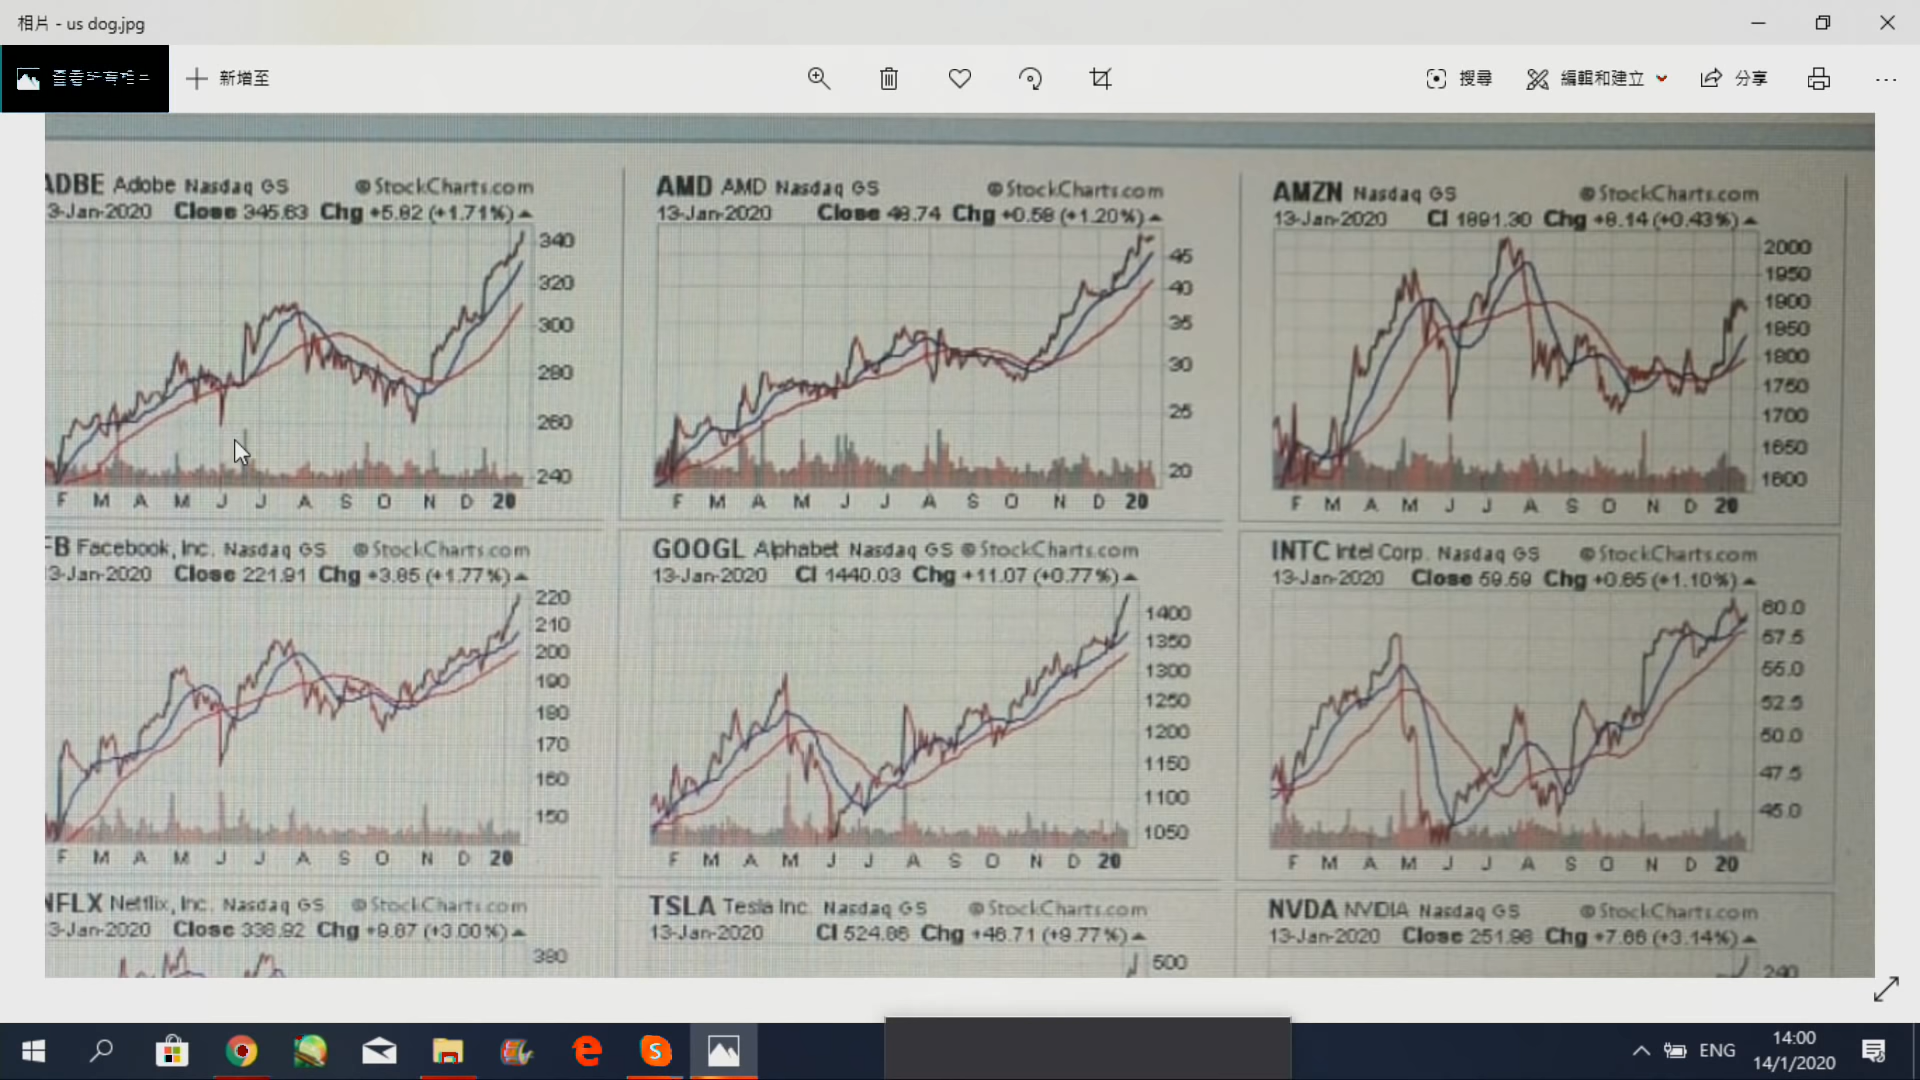 相片 - us dog.jpg
新增至
搜尋
編輯和建立
分享
ADBE Adobe Nasdaq GS @StockCharts.com
3-Jan-2020 Close 345.63 Chg +5.82 (+1.71%)
340
320
300
280
260
240
F M A M J J A S O N D 20
AMD AMD Nasdaq GS @StockCharts.com
13-Jan-2020 Close 48.74 Chg +0.58 (+1.20%)
45
40
35
30
25
20
F M A M J J A S O N D 20
AMZN Nasdaq GS @StockCharts.com
13-Jan-2020 Cl 1891.30 Chg +8.14 (+0.43%)
2000
1950
1900
1850
1800
1750
1700
1650
1600
F M A M J J A S O N D 20
FB Facebook, Inc. Nasdaq GS @StockCharts.com
3-Jan-2020 Close 221.91 Chg +3.85 (+1.77%)
220
210
200
190
180
170
160
150
F M A M J J A S O N D 20
GOOGL Alphabet Nasdaq GS @StockCharts.com
13-Jan-2020 Cl 1440.03 Chg +11.07 (+0.77%)
1400
1350
1300
1250
1200
1150
1100
1050
F M A M J J A S O N D 20
INTC Intel Corp. Nasdaq GS @StockCharts.com
13-Jan-2020 Close 59.59 Chg +0.65 (+1.10%)
60.0
57.5
55.0
52.5
50.0
47.5
45.0
F M A M J J A S O N D 20
NFLX Netflix, Inc. Nasdaq GS @StockCharts.com
3-Jan-2020 Close 338.92 Chg +9.87 (+3.00%)
380
TSLA Tesla Inc. Nasdaq GS @StockCharts.com
13-Jan-2020 Cl 524.86 Chg +46.71 (+9.77%)
500
NVDA NVIDIA Nasdaq GS @StockCharts.com
13-Jan-2020 Close 251.98 Chg +7.66 (+3.14%)
240
ENG
14:00
14/1/2020